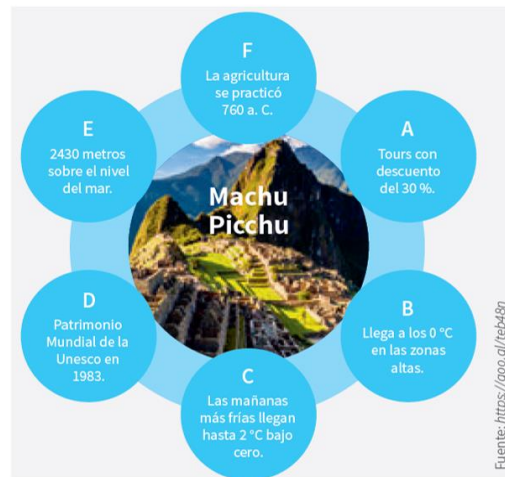 F
La agricultura
se practicó
760 a. C.
E
2430 metros
sobre el nivel
del mar.
A
Tours con
descuento
del 30 %.
Machu
Picchu
D
Patrimonio
Mundial de la
Unesco en
1983.
B
Llega a los 0 °C
en las zonas
altas.
C
Las mañanas
más frías llegan
hasta 2 °C bajo
cero.
Fuente: https://goo.gl/teb48n